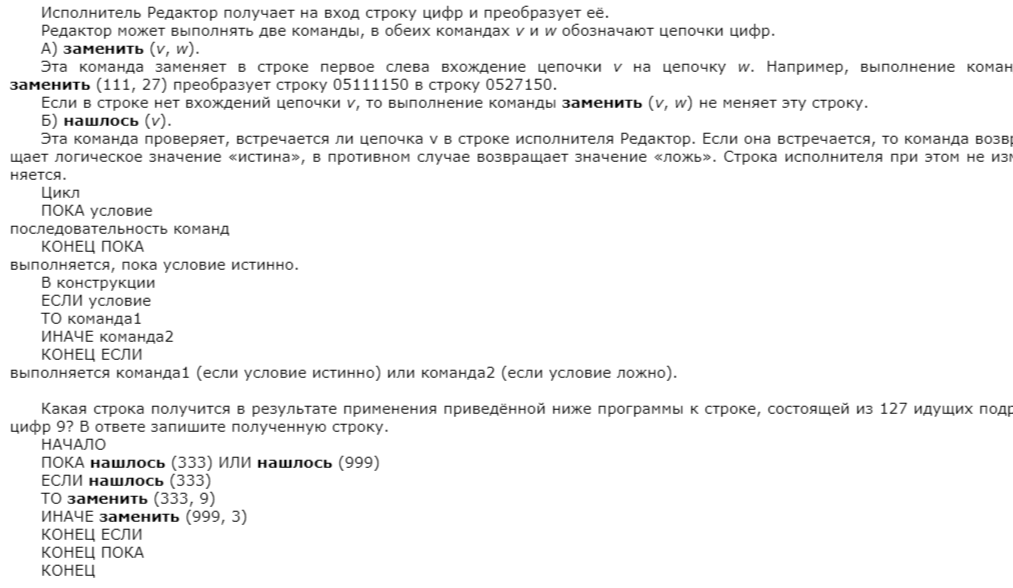 Исполнитель Редактор получает на вход строку цифр и преобразует её.
Редактор может выполнять две команды, в обеих командах v и w обозначают цепочки цифр.
А) заменить (v, w).
Эта команда заменяет в строке первое слева вхождение цепочки v на цепочку w. Например, выполнение коман
заменить (111, 27) преобразует строку 05111150 в строку 0527150.
Если в строке нет вхождений цепочки v, то выполнение команды заменить (v, w) не меняет эту строку.
Б) нашлось (v).
Эта команда проверяет, встречается ли цепочка v в строке исполнителя Редактор. Если она встречается, то команда возвр
щает логическое значение «истина», в противном случае возвращает значение «ложь». Строка исполнителя при этом не изм
няется.
Цикл
ПОКА условие
последовательность команд
КОНЕЦ ПОКА
выполняется, пока условие истинно.
В конструкции
ЕСЛИ условие
ТО команда1
ИНАЧЕ команда2
КОНЕЦ ЕСЛИ
выполняется команда1 (если условие истинно) или команда2 (если условие ложно).
Какая строка получится в результате применения приведённой ниже программы к строке, состоящей из 127 идущих подр
цифр 9? В ответе запишите полученную строку.
НАЧАЛО
ПОКА нашлось (333) ИЛИ нашлось (999)
ЕСЛИ нашлось (333)
ТО заменить (333, 9)
ИНАЧЕ заменить (999, 3)
КОНЕЦ ЕСЛИ
КОНЕЦ ПОКА
КОНЕЦ